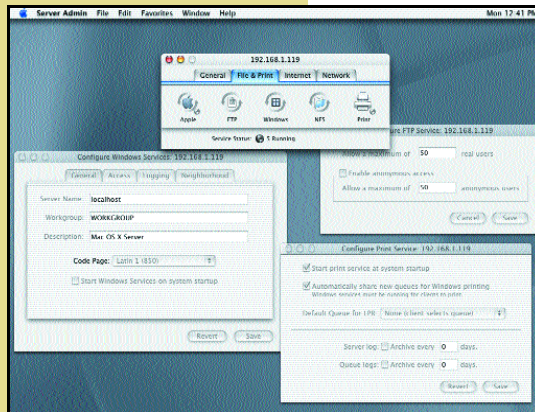 Server Admin File Edit Favorites Window Help Mon 12:41 PM
192.168.1.119
General File & Print Internet Network
Apple FTP Windows NFS Print
Service Status: 5 Running
Configure Windows Services: 192.168.1.119
General Access Logging Neighborhood
Server Name: localhost
Workgroup: WORKGROUP
Description: Mac OS X Server
Code Page: Latin 1 (850)
Start Windows Services on system startup
Revert Save
ure FTP Service: 192.168.1.119
Allow a maximum of 50 real users
Enable anonymous access
Allow a maximum of 50 anonymous users
Cancel Save
Configure Print Service: 192.168.1.119
Start print service at system startup
Automatically share new queues for Windows printing
Windows services must be running for clients to print.
Default Queue for LPR: None (client selects queue)
Server log: Archive every 0 days.
Queue logs: Archive every 0 days.
Revert Save